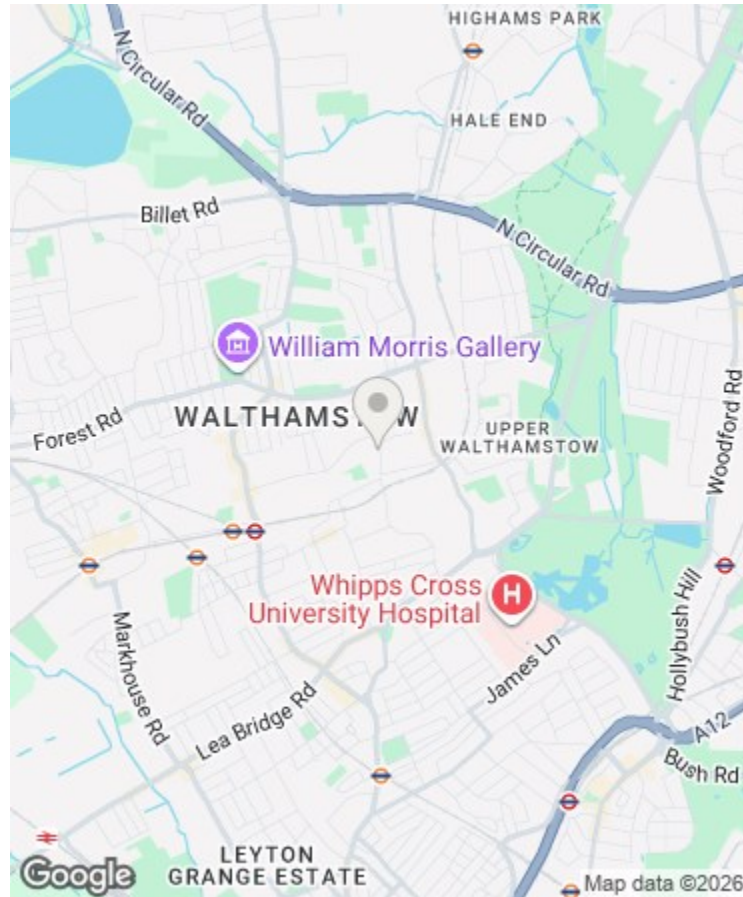 HIGHAMS PARK
N Circular Rd
HALE END
Billet Rd
N Circular Rd
William Morris Gallery
Woodford Rd
Forest Rd
WALTHAMSTOW
UPPER
WALTHAMSTOW
Whipps Cross
University Hospital
H
Hollybush Hill
Markhouse Rd
James Ln
Lea Bridge Rd
A12
Bush Rd
LEYTON
GRANGE ESTATE
Google
Map data ©2026